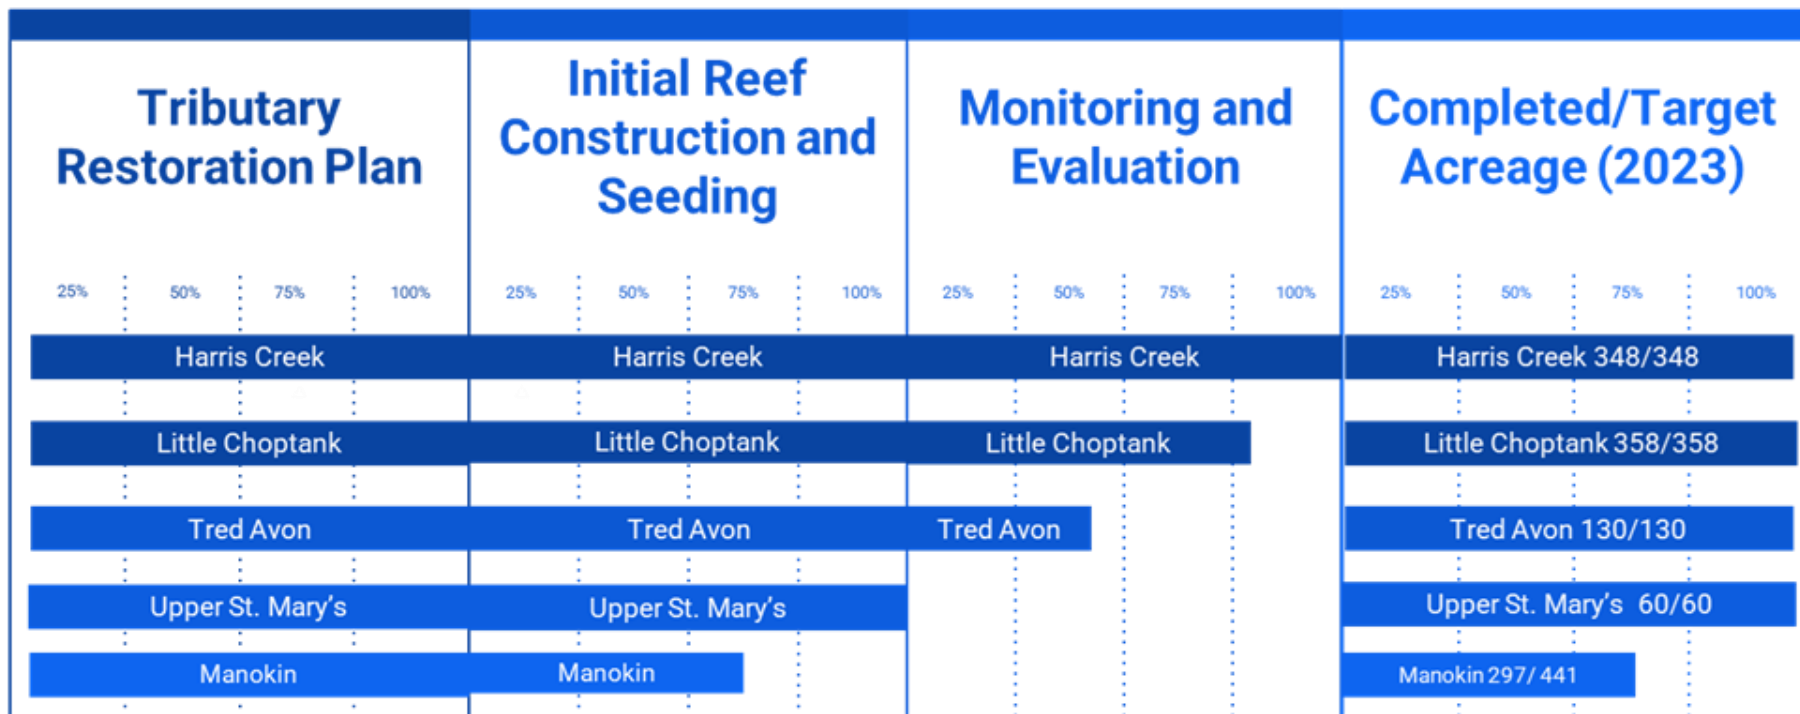 Tributary
Restoration Plan
Initial Reef
Construction and
Seeding
Monitoring and
Evaluation
Completed/Target
Acreage (2023)
25% 50% 75% 100% 25% 50% 75% 100% 25% 50% 75% 100% 25% 50% 75% 100%
Harris Creek Harris Creek Harris Creek Harris Creek 348/348
Little Choptank Little Choptank Little Choptank Little Choptank 358/358
Tred Avon Tred Avon Tred Avon Tred Avon 130/130
Upper St. Mary’s Upper St. Mary’s Upper St. Mary’s 60/60
Manokin Manokin Manokin 297/ 441